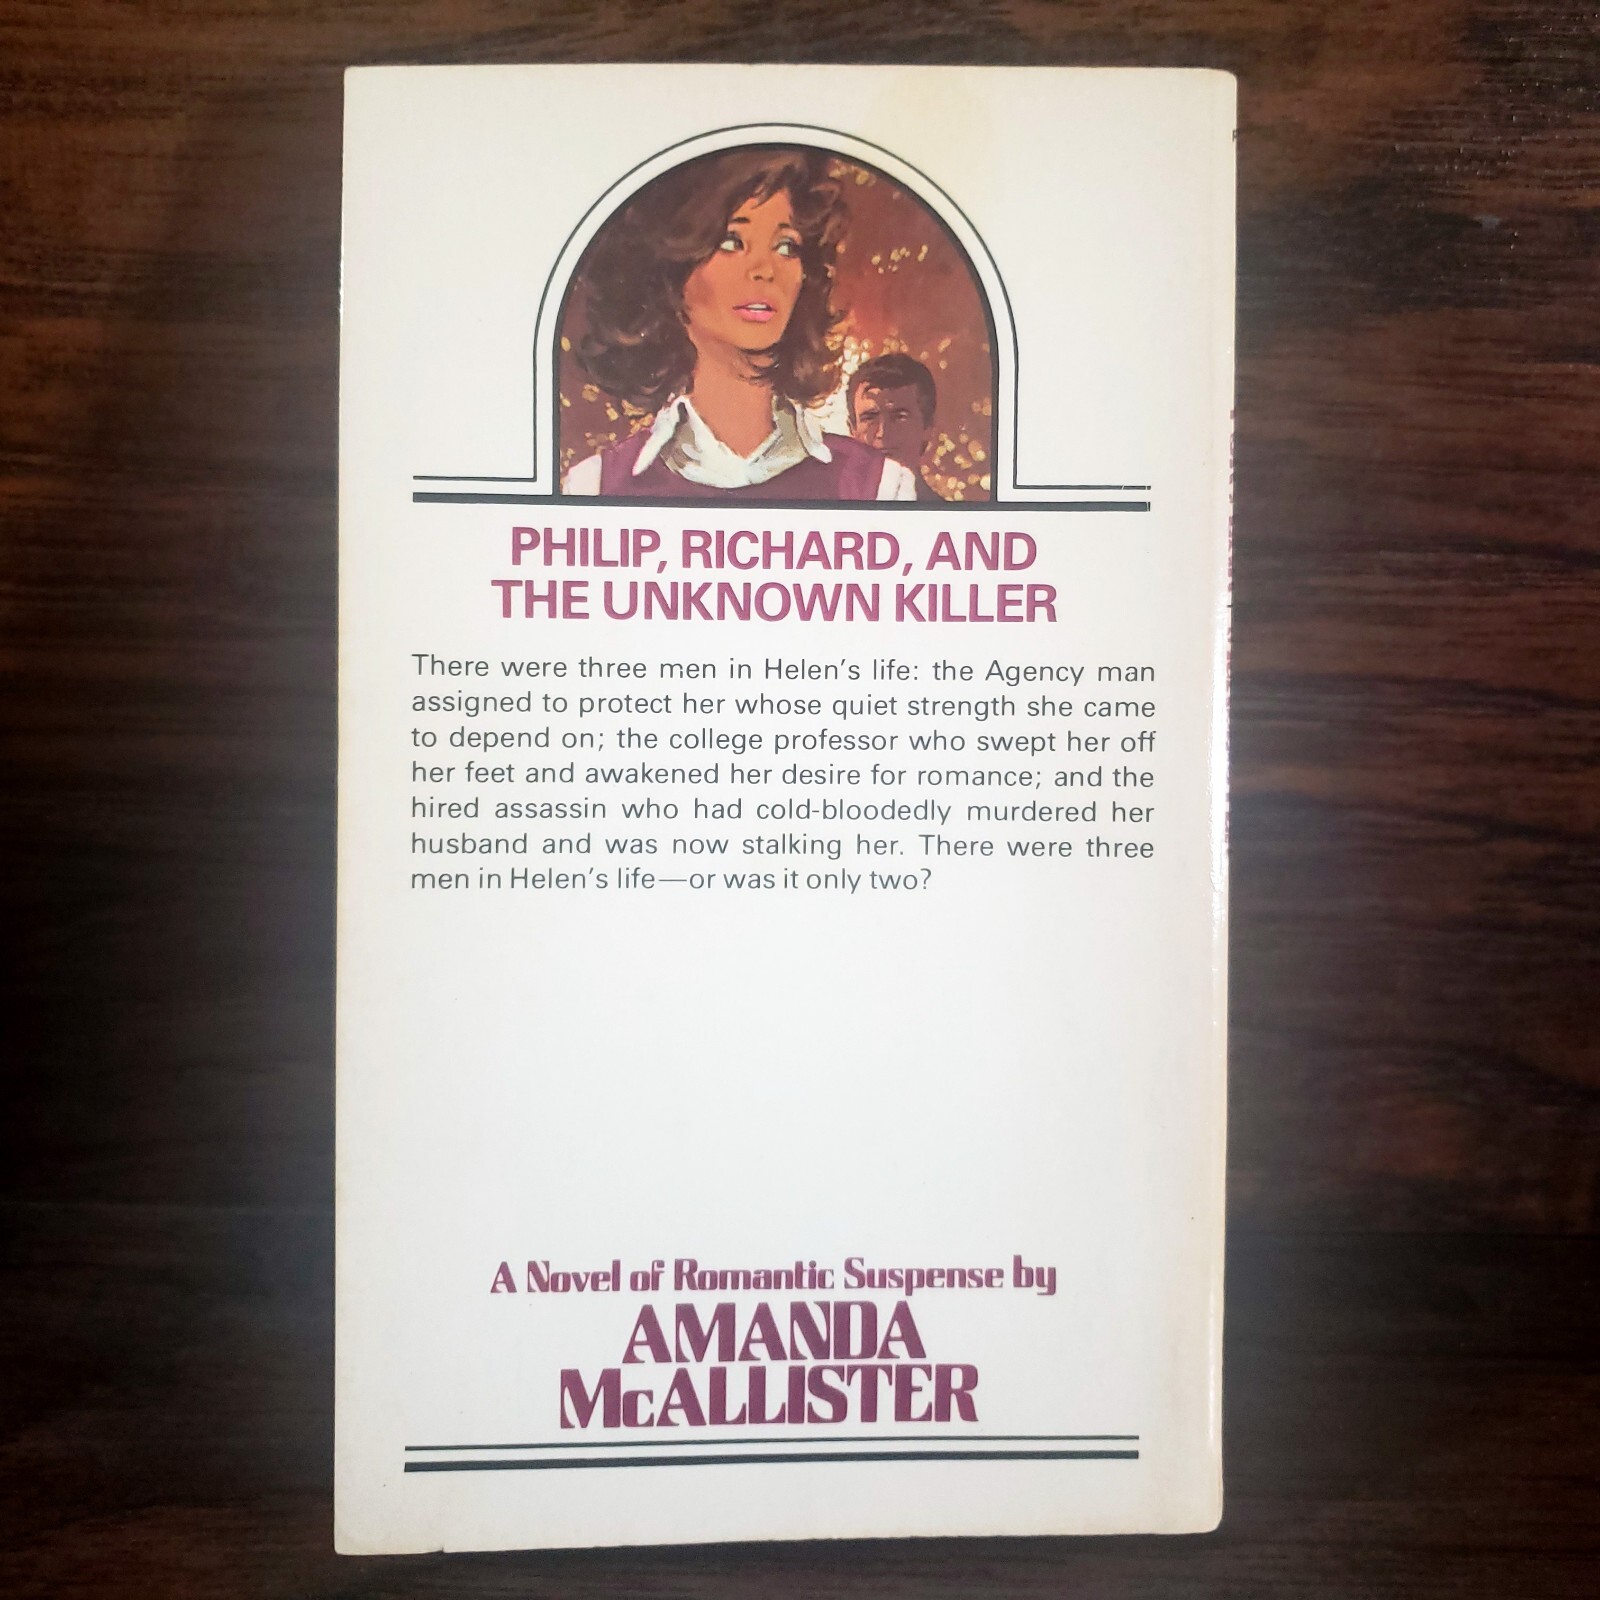 PHILIP, RICHARD, AND
THE UNKNOWN KILLER
There were three men in Helen's life: the Agency man
assigned to protect her whose quiet strength she came
to depend on; the college professor who swept her off
her feet and awakened her desire for romance; and the
hired assassin who had cold-bloodedly murdered her
husband and was now stalking her. There were three
men in Helen's life—or was it only two?
A Novel of Romantic Suspense by
AMANDA
McALLISTER